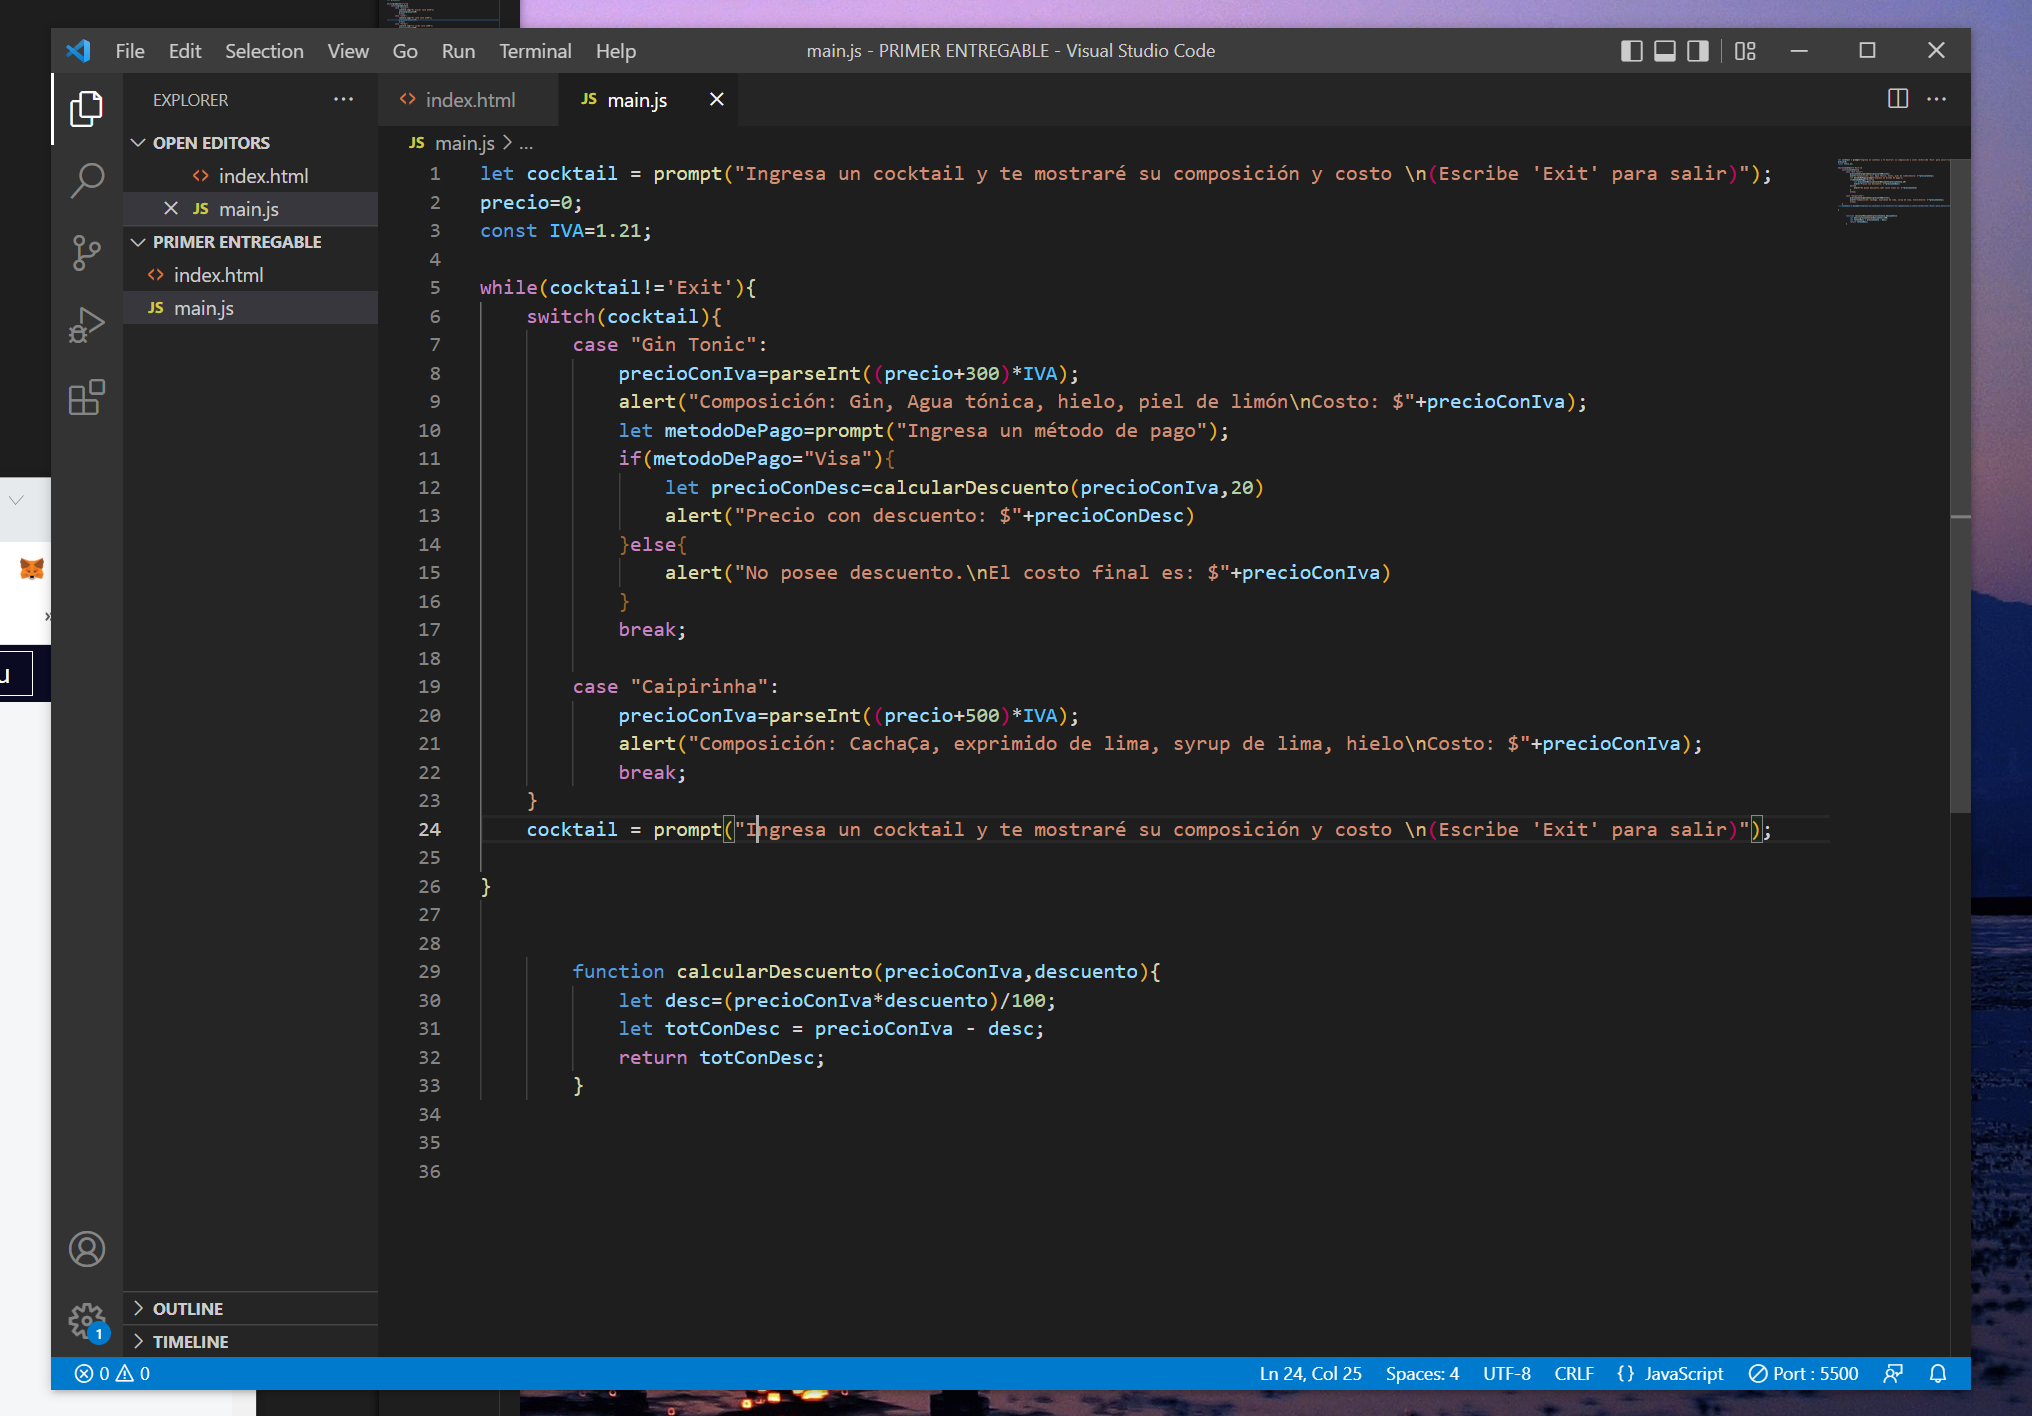 File Edit Selection View Go Run Terminal Help
main.js - PRIMER ENTREGABLE - Visual Studio Code
EXPLORER
OPEN EDITORS
index.html
JS main.js
PRIMER ENTREGABLE
index.html
JS main.js
OUTLINE
TIMELINE
index.html
JS main.js
JS main.js > ...
1 let cocktail = prompt("Ingresa un cocktail y te mostraré su composición y costo \n(Escribe 'Exit' para salir)");
2 precio=0;
3 const IVA=1.21;
4
5 while(cocktail!='Exit'){
6 switch(cocktail){
7 case "Gin Tonic":
8 precioConIva=parseInt((precio+300)*IVA);
9 alert("Composición: Gin, Agua tónica, hielo, piel de limón\nCosto: $"+precioConIva);
10 let metodoDePago=prompt("Ingresa un método de pago");
11 if(metodoDePago="Visa"){
12 let precioConDesc=calcularDescuento(precioConIva,20)
13 alert("Precio con descuento: $"+precioConDesc)
14 }else{
15 alert("No posee descuento.\nEl costo final es: $"+precioConIva)
16 }
17 break;
18
19 case "Caipirinha":
20 precioConIva=parseInt((precio+500)*IVA);
21 alert("Composición: CachaÇa, exprimido de lima, syrup de lima, hielo\nCosto: $"+precioConIva);
22 break;
23 }
24 cocktail = prompt("Ingresa un cocktail y te mostraré su composición y costo \n(Escribe 'Exit' para salir)");
25
26 }
27
28
29 function calcularDescuento(precioConIva,descuento){
30 let desc=(precioConIva*descuento)/100;
31 let totConDesc = precioConIva - desc;
32 return totConDesc;
33 }
34
35
36
1
0 0
Ln 24, Col 25 Spaces: 4 UTF-8 CRLF {} JavaScript Port : 5500